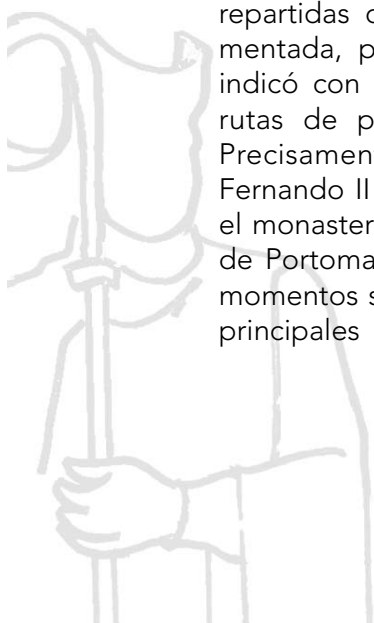 repartidas
mentada, p
indicó con
rutas de p
Precisamen
Fernando II
el monaster
de Portoma
momentos s
principales